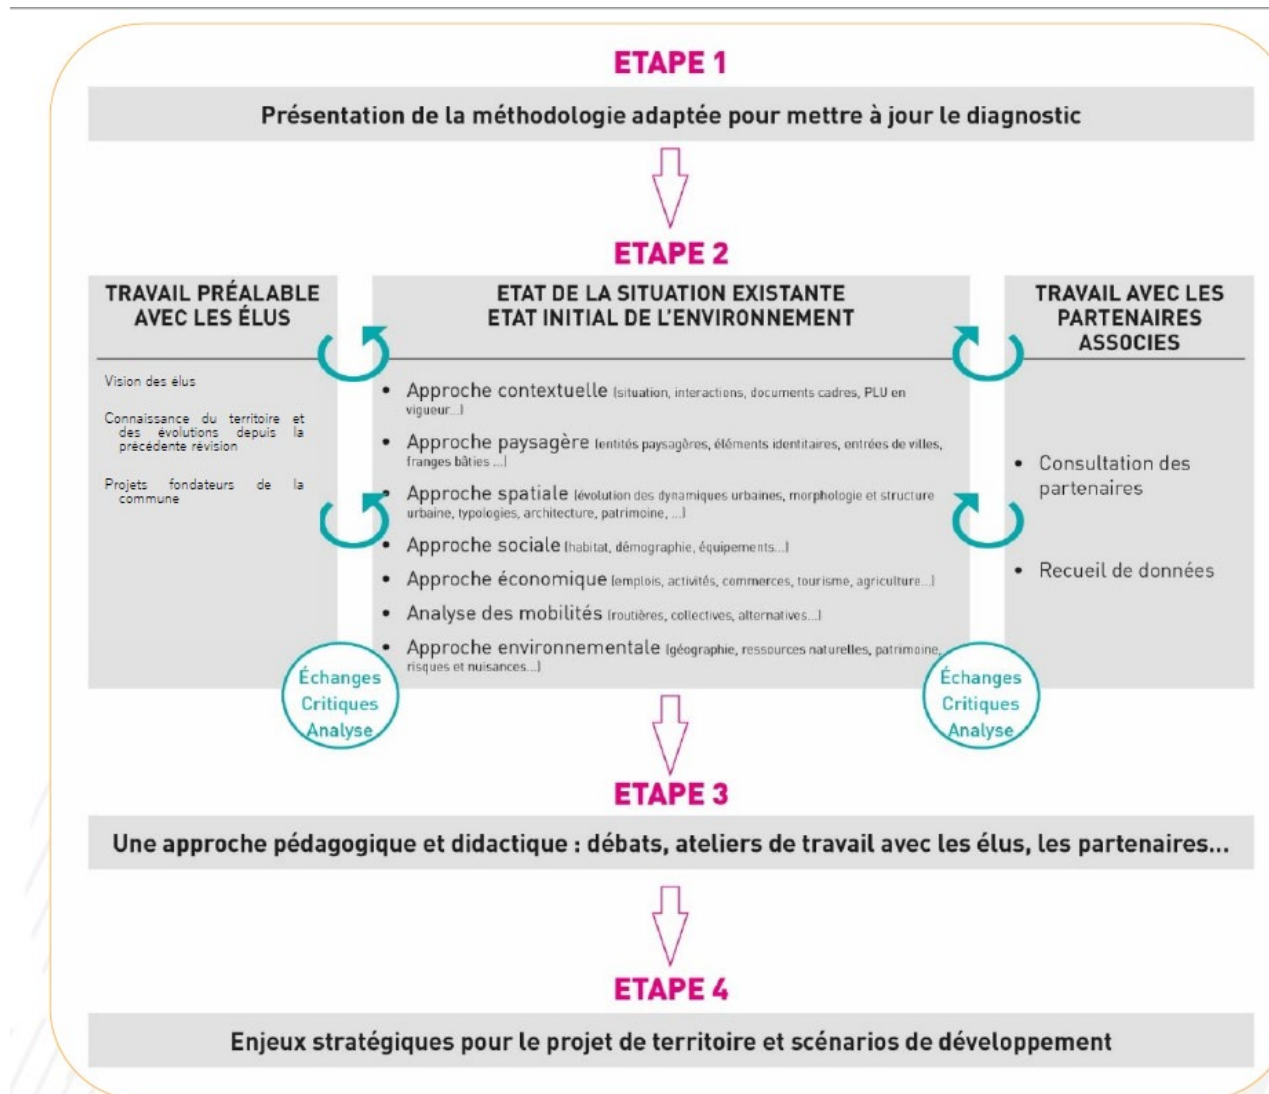 ETAPE 1
Présentation de la méthodologie adaptée pour mettre à jour le diagnostic
ETAPE 2
TRAVAIL PRÉALABLE
AVEC LES ÉLUS
Vision des élus
Connaissance du territoire et
des évolutions depuis la
précédente révision
Projets fondateurs de la
commune
Échanges
Critiques
Analyse
ETAT DE LA SITUATION EXISTANTE
ETAT INITIAL DE L'ENVIRONNEMENT
• Approche contextuelle (situation, interactions, documents cadres, PLU en
vigueur...)
• Approche paysagère (entités paysagères, éléments identitaires, entrées de villes,
franges bâties ...)
• Approche spatiale (évolution des dynamiques urbaines, morphologie et structure
urbaine, typologies, architecture, patrimoine, ...)
• Approche sociale (habitat, démographie, équipements...)
• Approche économique (emplois, activités, commerces, tourisme, agriculture...)
• Analyse des mobilités (routières, collectives, alternatives...)
• Approche environnementale (géographie, ressources naturelles, patrimoine,
risques et nuisances...)
TRAVAIL AVEC LES
PARTENAIRES
ASSOCIES
• Consultation des
partenaires
• Recueil de données
Échanges
Critiques
Analyse
ETAPE 3
Une approche pédagogique et didactique : débats, ateliers de travail avec les élus, les partenaires...
ETAPE 4
Enjeux stratégiques pour le projet de territoire et scénarios de développement